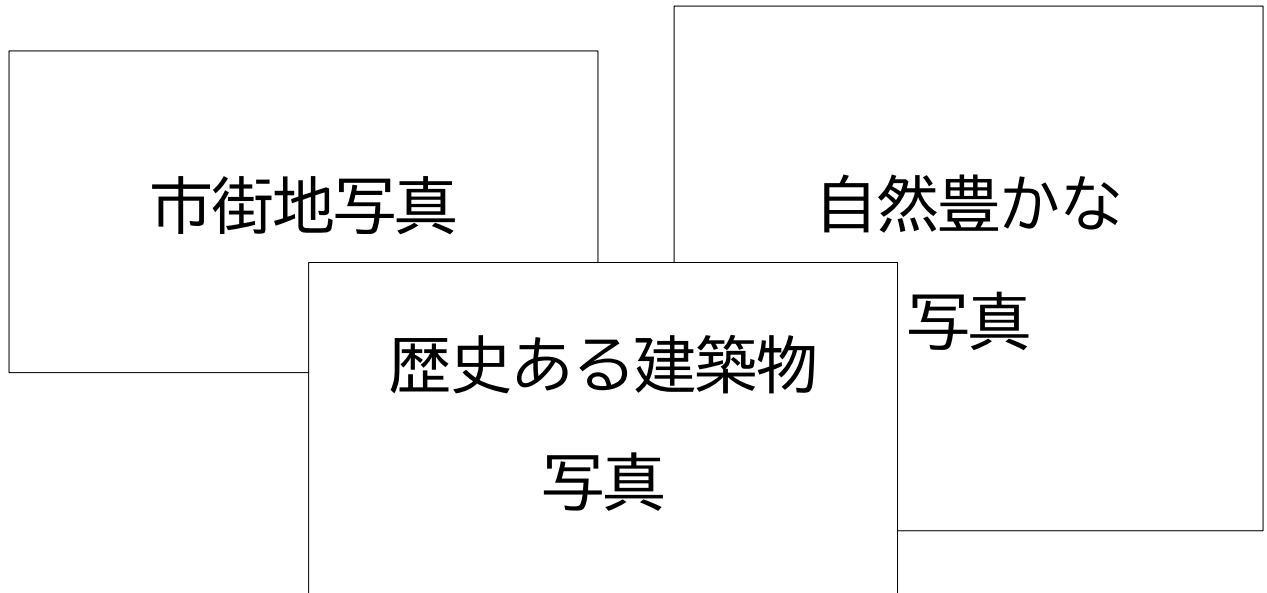 市街地写真
自然豊かな
写真
歴史ある建築物
写真